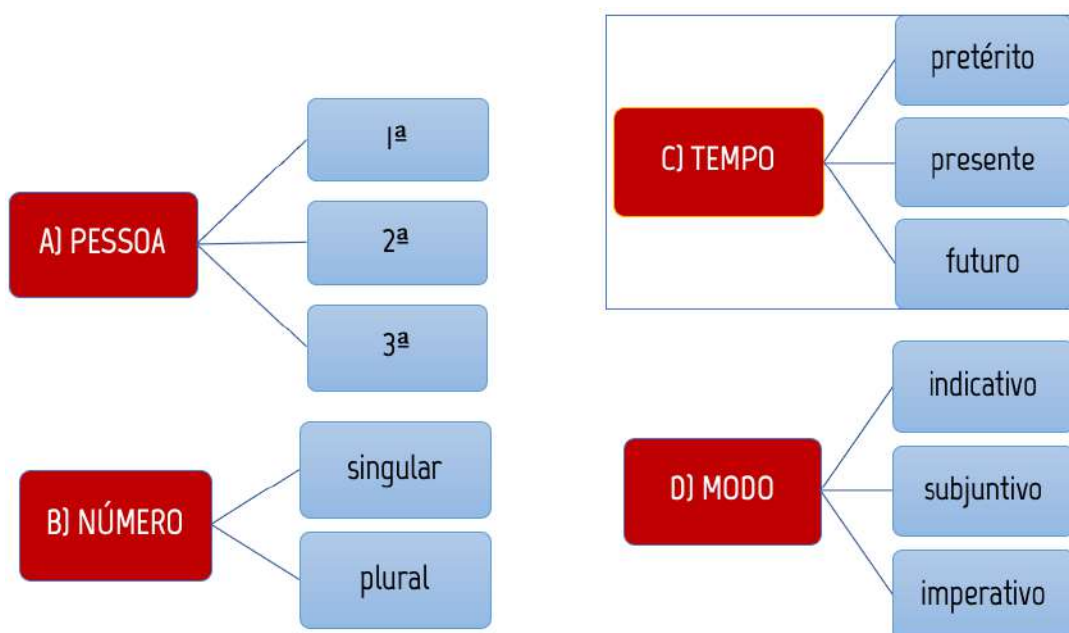 A) PESSOA
1ª
2ª
3ª
B) NÚMERO
singular
plural
C) TEMPO
pretérito
presente
futuro
D) MODO
indicativo
subjuntivo
imperativo